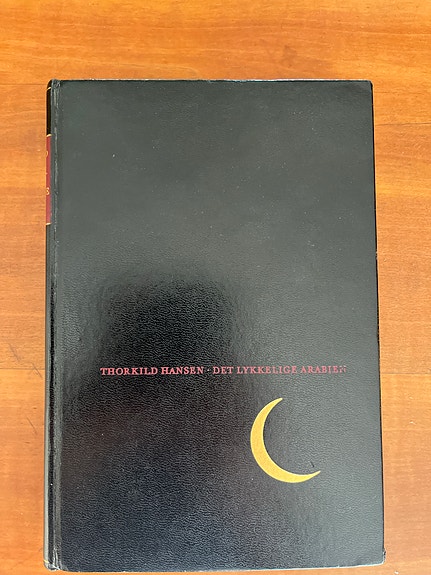 THORKILD HANSEN · DET LYKKELIGE ARABIEN